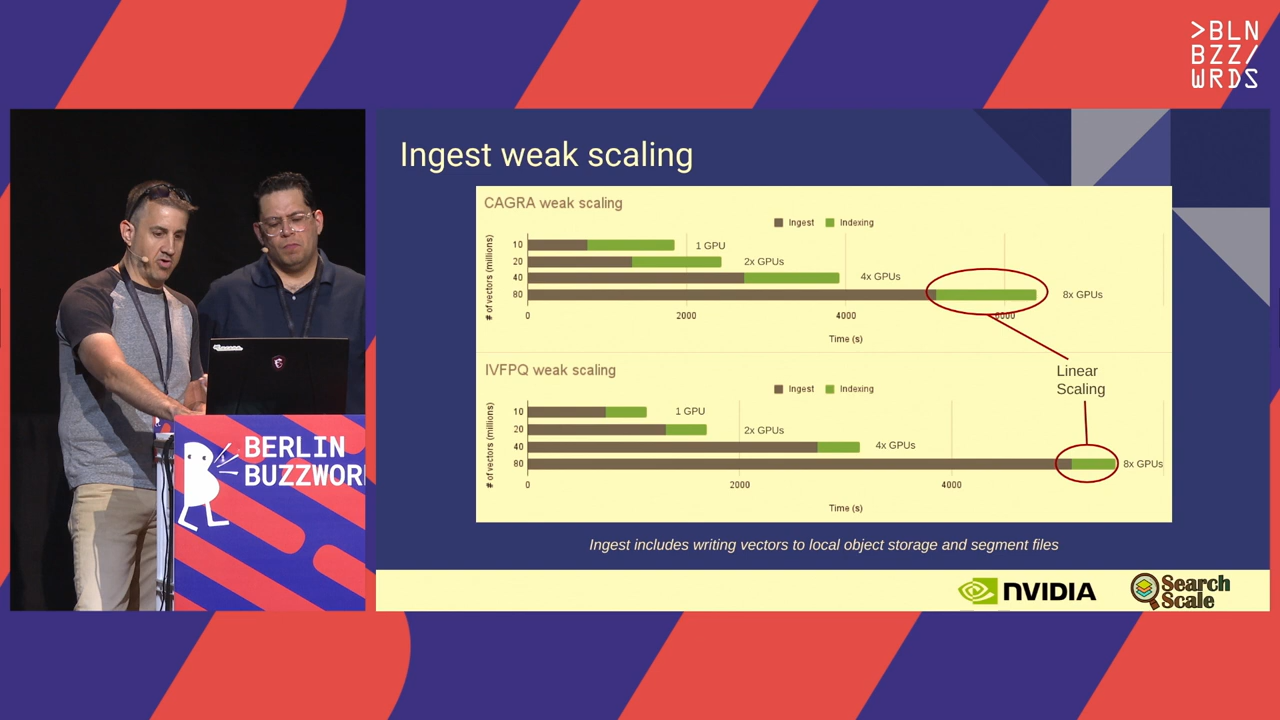 >BLN
BZZ/
WRDS
Ingest weak scaling
CAGRA weak scaling
Ingest Indexing
# of vectors (millions)
10 1 GPU
20 2x GPUs
40 4x GPUs
80 8x GPUs
0 2000 4000 6000
Time (s)
Linear
Scaling
IVFPQ weak scaling
Ingest Indexing
# of vectors (millions)
10 1 GPU
20 2x GPUs
40 4x GPUs
80 8x GPUs
0 2000 4000
Time (s)
Ingest includes writing vectors to local object storage and segment files
NVIDIA
Search
Scale
BERLIN
BUZZWOR